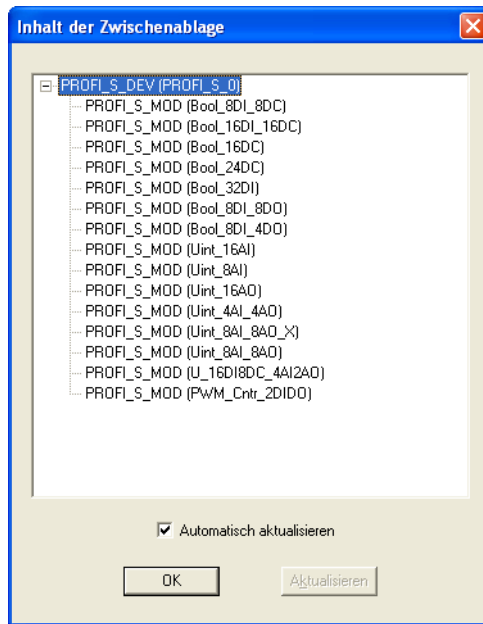 Inhalt der Zwischenablage
PROFI_S_DEV (PROFI_S_0)
PROFI_S_MOD (Bool_8DI_8DC)
PROFI_S_MOD (Bool_16DI_16DC)
PROFI_S_MOD (Bool_16DC)
PROFI_S_MOD (Bool_24DC)
PROFI_S_MOD (Bool_32DI)
PROFI_S_MOD (Bool_8DI_8DO)
PROFI_S_MOD (Bool_8DI_4DO)
PROFI_S_MOD (Uint_16AI)
PROFI_S_MOD (Uint_8AI)
PROFI_S_MOD (Uint_16AO)
PROFI_S_MOD (Uint_4AI_4AO)
PROFI_S_MOD (Uint_8AI_8AO_X)
PROFI_S_MOD (Uint_8AI_8AO)
PROFI_S_MOD (U_16DI8DC_4AI2AO)
PROFI_S_MOD (PWM_Cntr_2DIDO)
Automatisch aktualisieren
OK
Aktualisieren